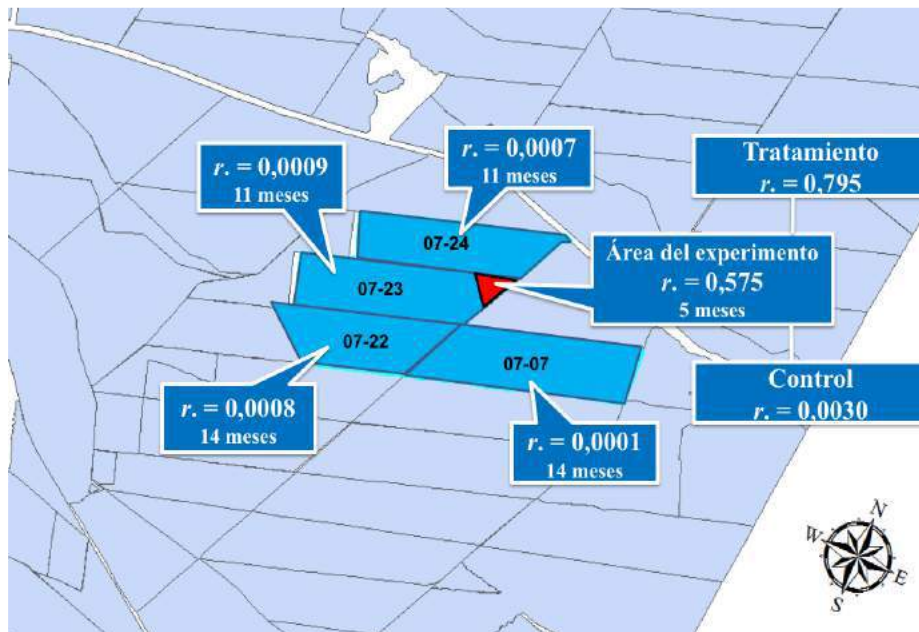 r. = 0,0007
11 meses
r. = 0,0009
11 meses
Tratamiento
r. = 0,795
07-24
Área del experimento
r. = 0,575
5 meses
07-23
07-22
07-07
Control
r. = 0,0030
r. = 0,0008
14 meses
r. = 0,0001
14 meses
N
W
E
S